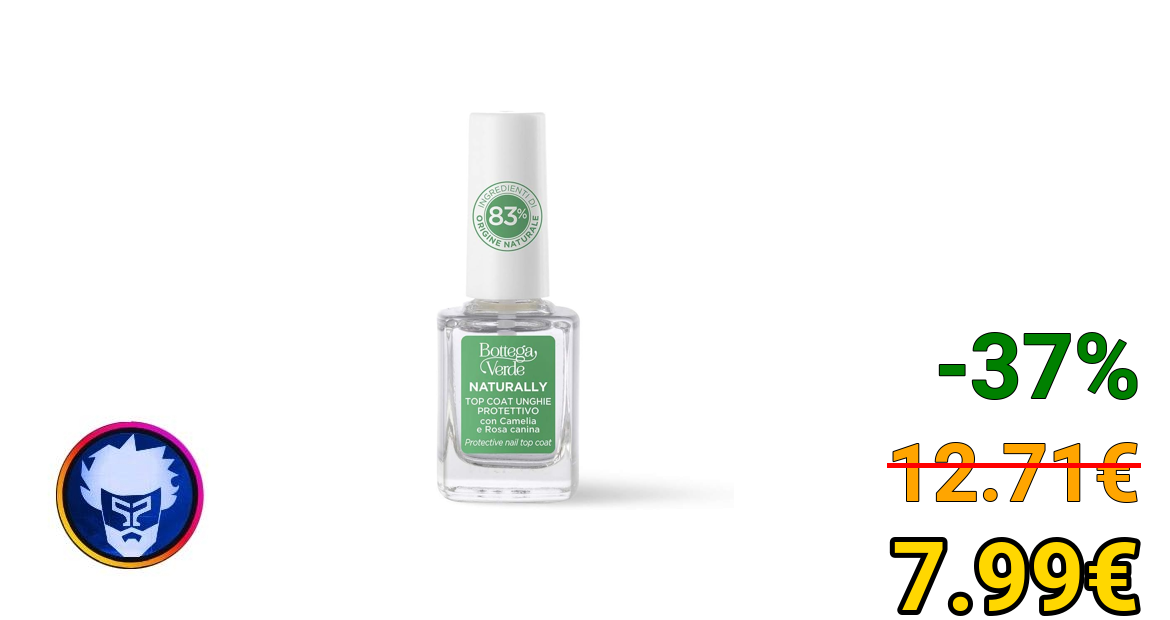 INGREDIENTI DI
83%
ORIGINE NATURALE
Bottega
Verde
NATURALLY
TOP COAT UNGHIE
PROTETTIVO
con Camelia
e Rosa canina
Protective nail top coat
-37%
12.71€
7.99€